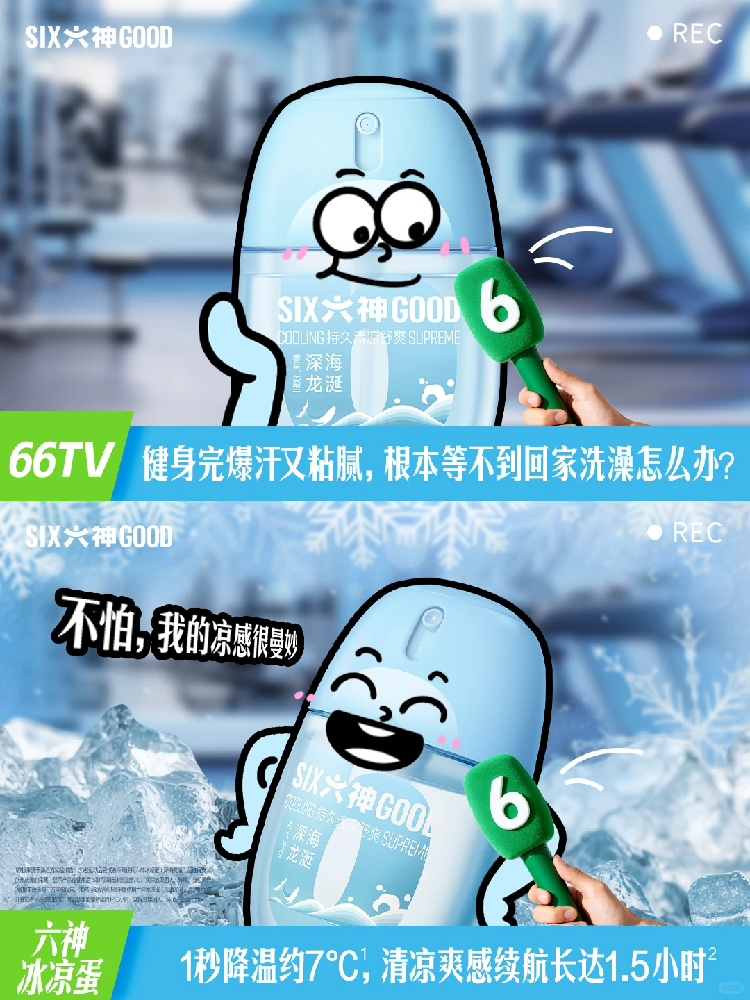 SIX六神GOOD
REC
6
SIX六神GOOD
COOLING 持久清凉舒爽 SUPREME
香气类型
深海
龙涎
66TV
健身完爆汗又粘腻，根本等不到回家洗澡怎么办？
SIX六神GOOD
REC
不怕，我的凉感很曼妙
6
SIX六神GOOD
COOLING 持久清凉舒爽 SUPREME
香气类型
深海
龙涎
六神
冰凉蛋
1秒降温约7℃¹，清凉爽感续航长达1.5小时²